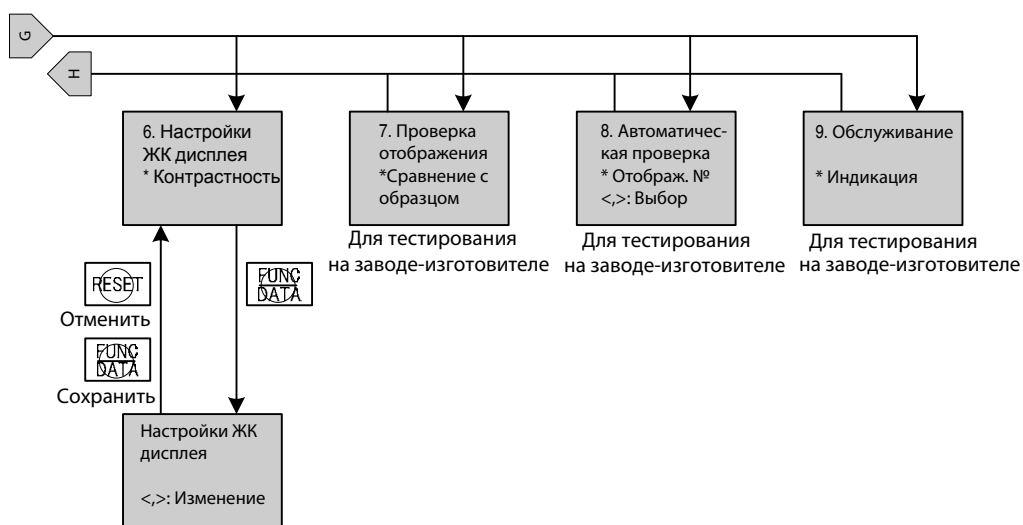 G
H
6. Настройки
ЖК дисплея
* Контрастность
7. Проверка
отображения
*Сравнение с
образцом
8. Автоматичес-
кая проверка
* Отображ. №
<,>: Выбор
9. Обслуживание
* Индикация
Для тестирования
на заводе-изготовителе
Для тестирования
на заводе-изготовителе
Для тестирования
на заводе-изготовителе
RESET
Отменить
FUNC
DATA
FUNC
DATA
Сохранить
Настройки ЖК
дисплея
<,>: Изменение